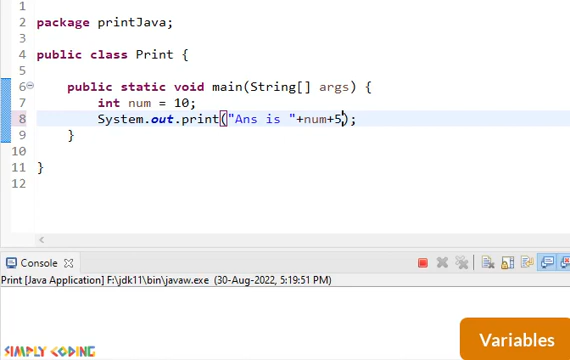 1
2 package printJava;
3
4 public class Print {
5
6 public static void main(String[] args) {
7 int num = 10;
8 System.out.print("Ans is "+num+5);
9 }
10
11 }
12
Console
Print [Java Application] F:\jdk11\bin\javaw.exe (30-Aug-2022, 5:19:51 PM)
SIMPLY CODING
Variables